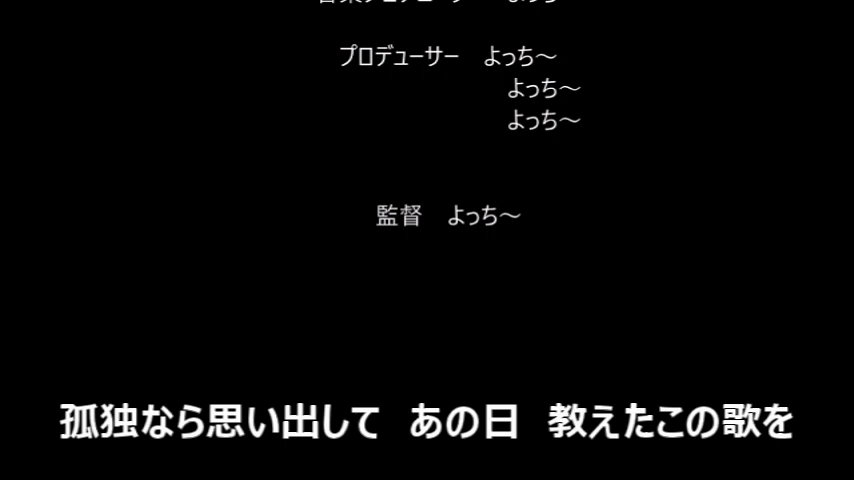 プロデューサー　よっち～
よっち～
よっち～
監督　よっち～
孤独なら思い出して　あの日　教えたこの歌を